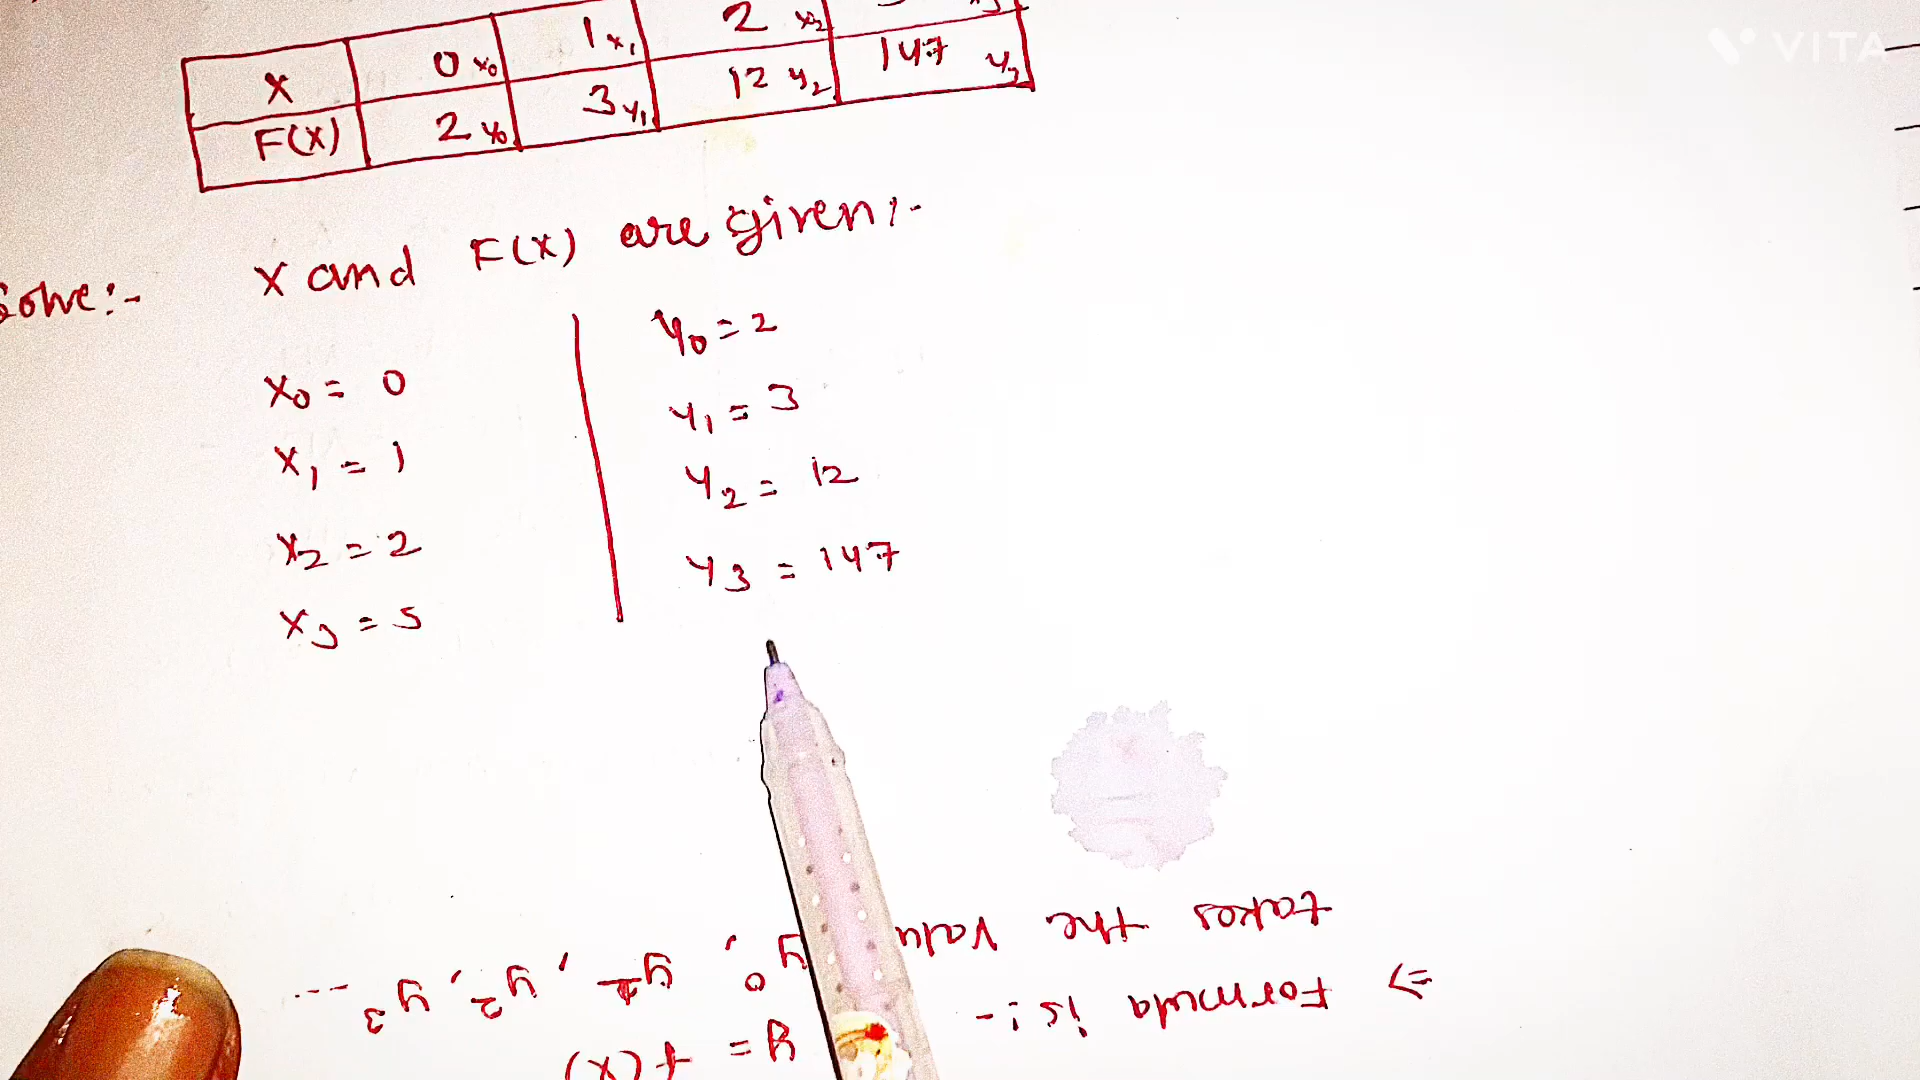 VITA
X 0 x0 1 x1 2 x2
F(X) 2 y0 3 y1 12 y2 147 y3
Solve:-
X and F(X) are given:-
x0 = 0
x1 = 1
x2 = 2
x3 = 5
y0 = 2
y1 = 3
y2 = 12
y3 = 147
⇒ Formula is:- y = f(x)
takes the Valu y0, y1, y2, y3 ---